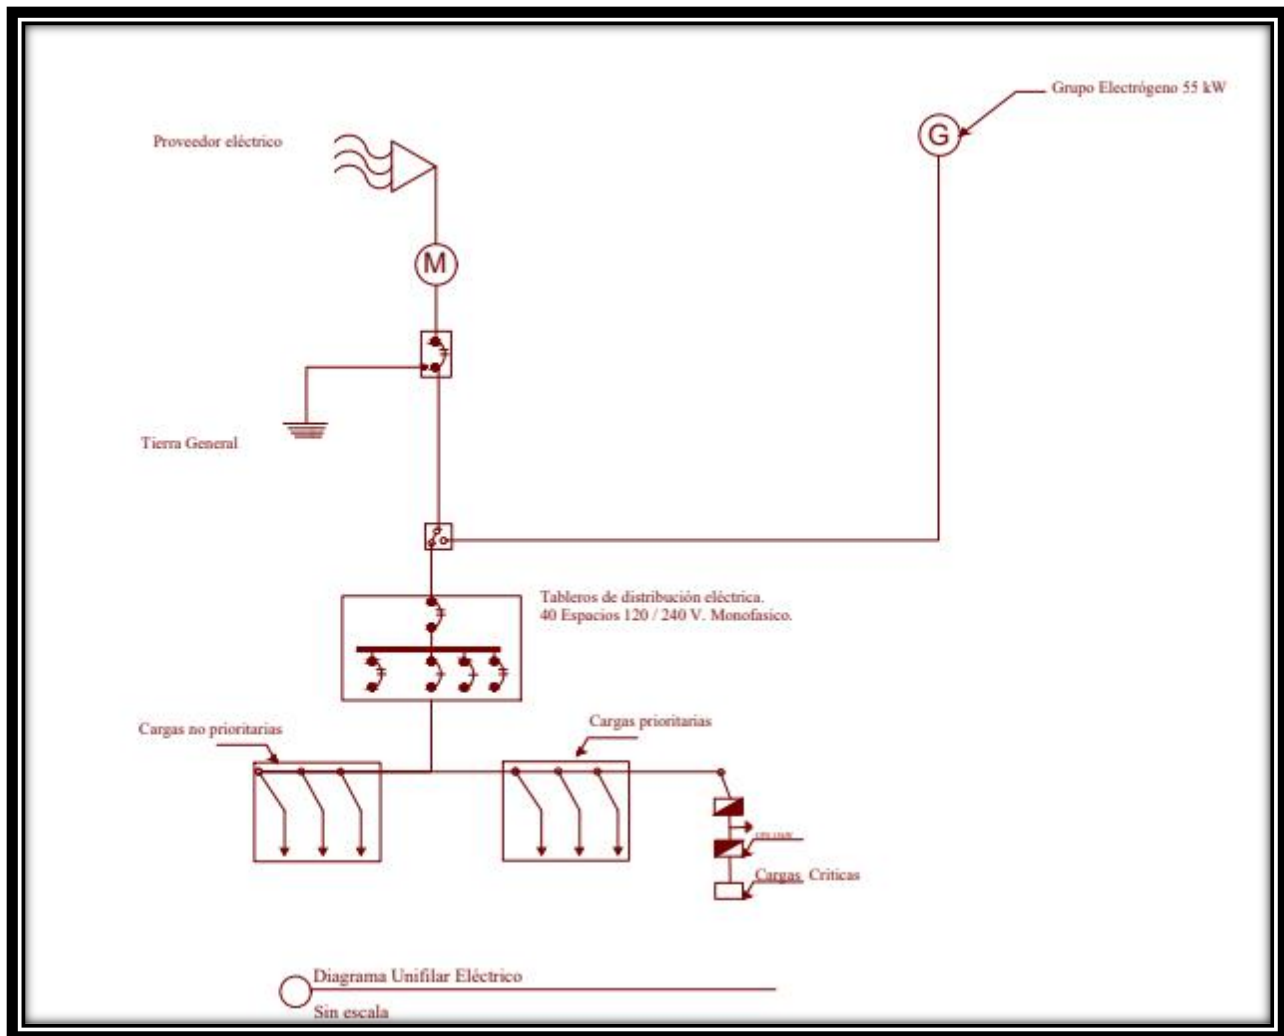 Grupo Electrógeno 55 kW
G
Proveedor eléctrico
M
Tierra General
Tableros de distribución eléctrica.
40 Espacios 120 / 240 V. Monofasico.
Cargas no prioritarias
Cargas prioritarias
Cargas Criticas
Diagrama Unifilar Eléctrico
Sin escala